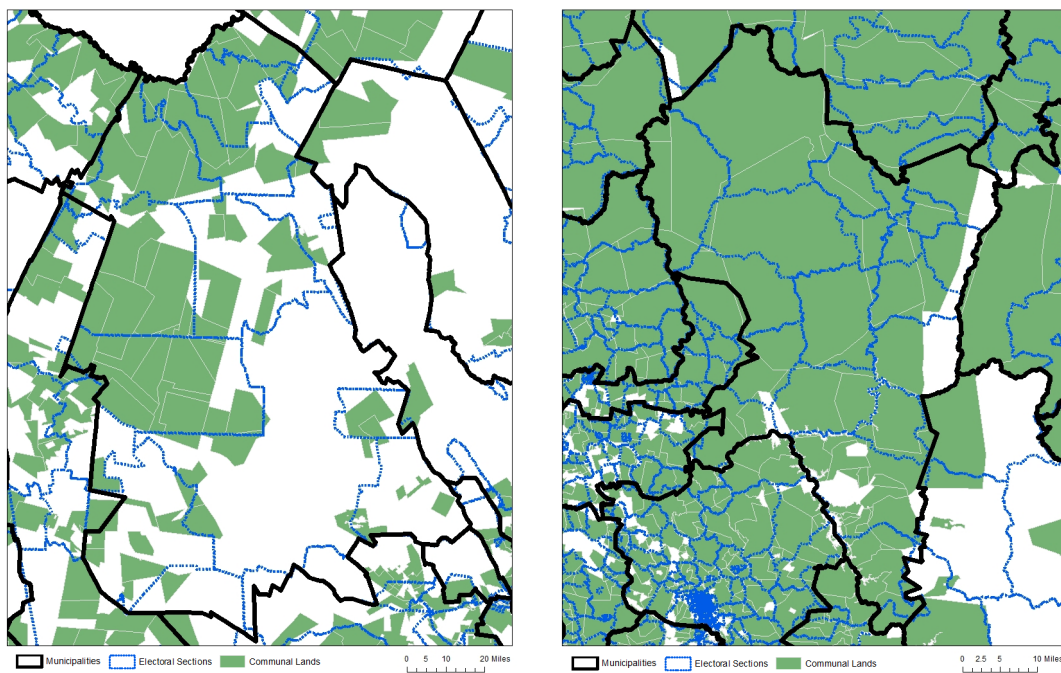 Municipalities Electoral Sections Communal Lands
0 5 10 20 Miles
Municipalities Electoral Sections Communal Lands
0 2.5 5 10 Miles